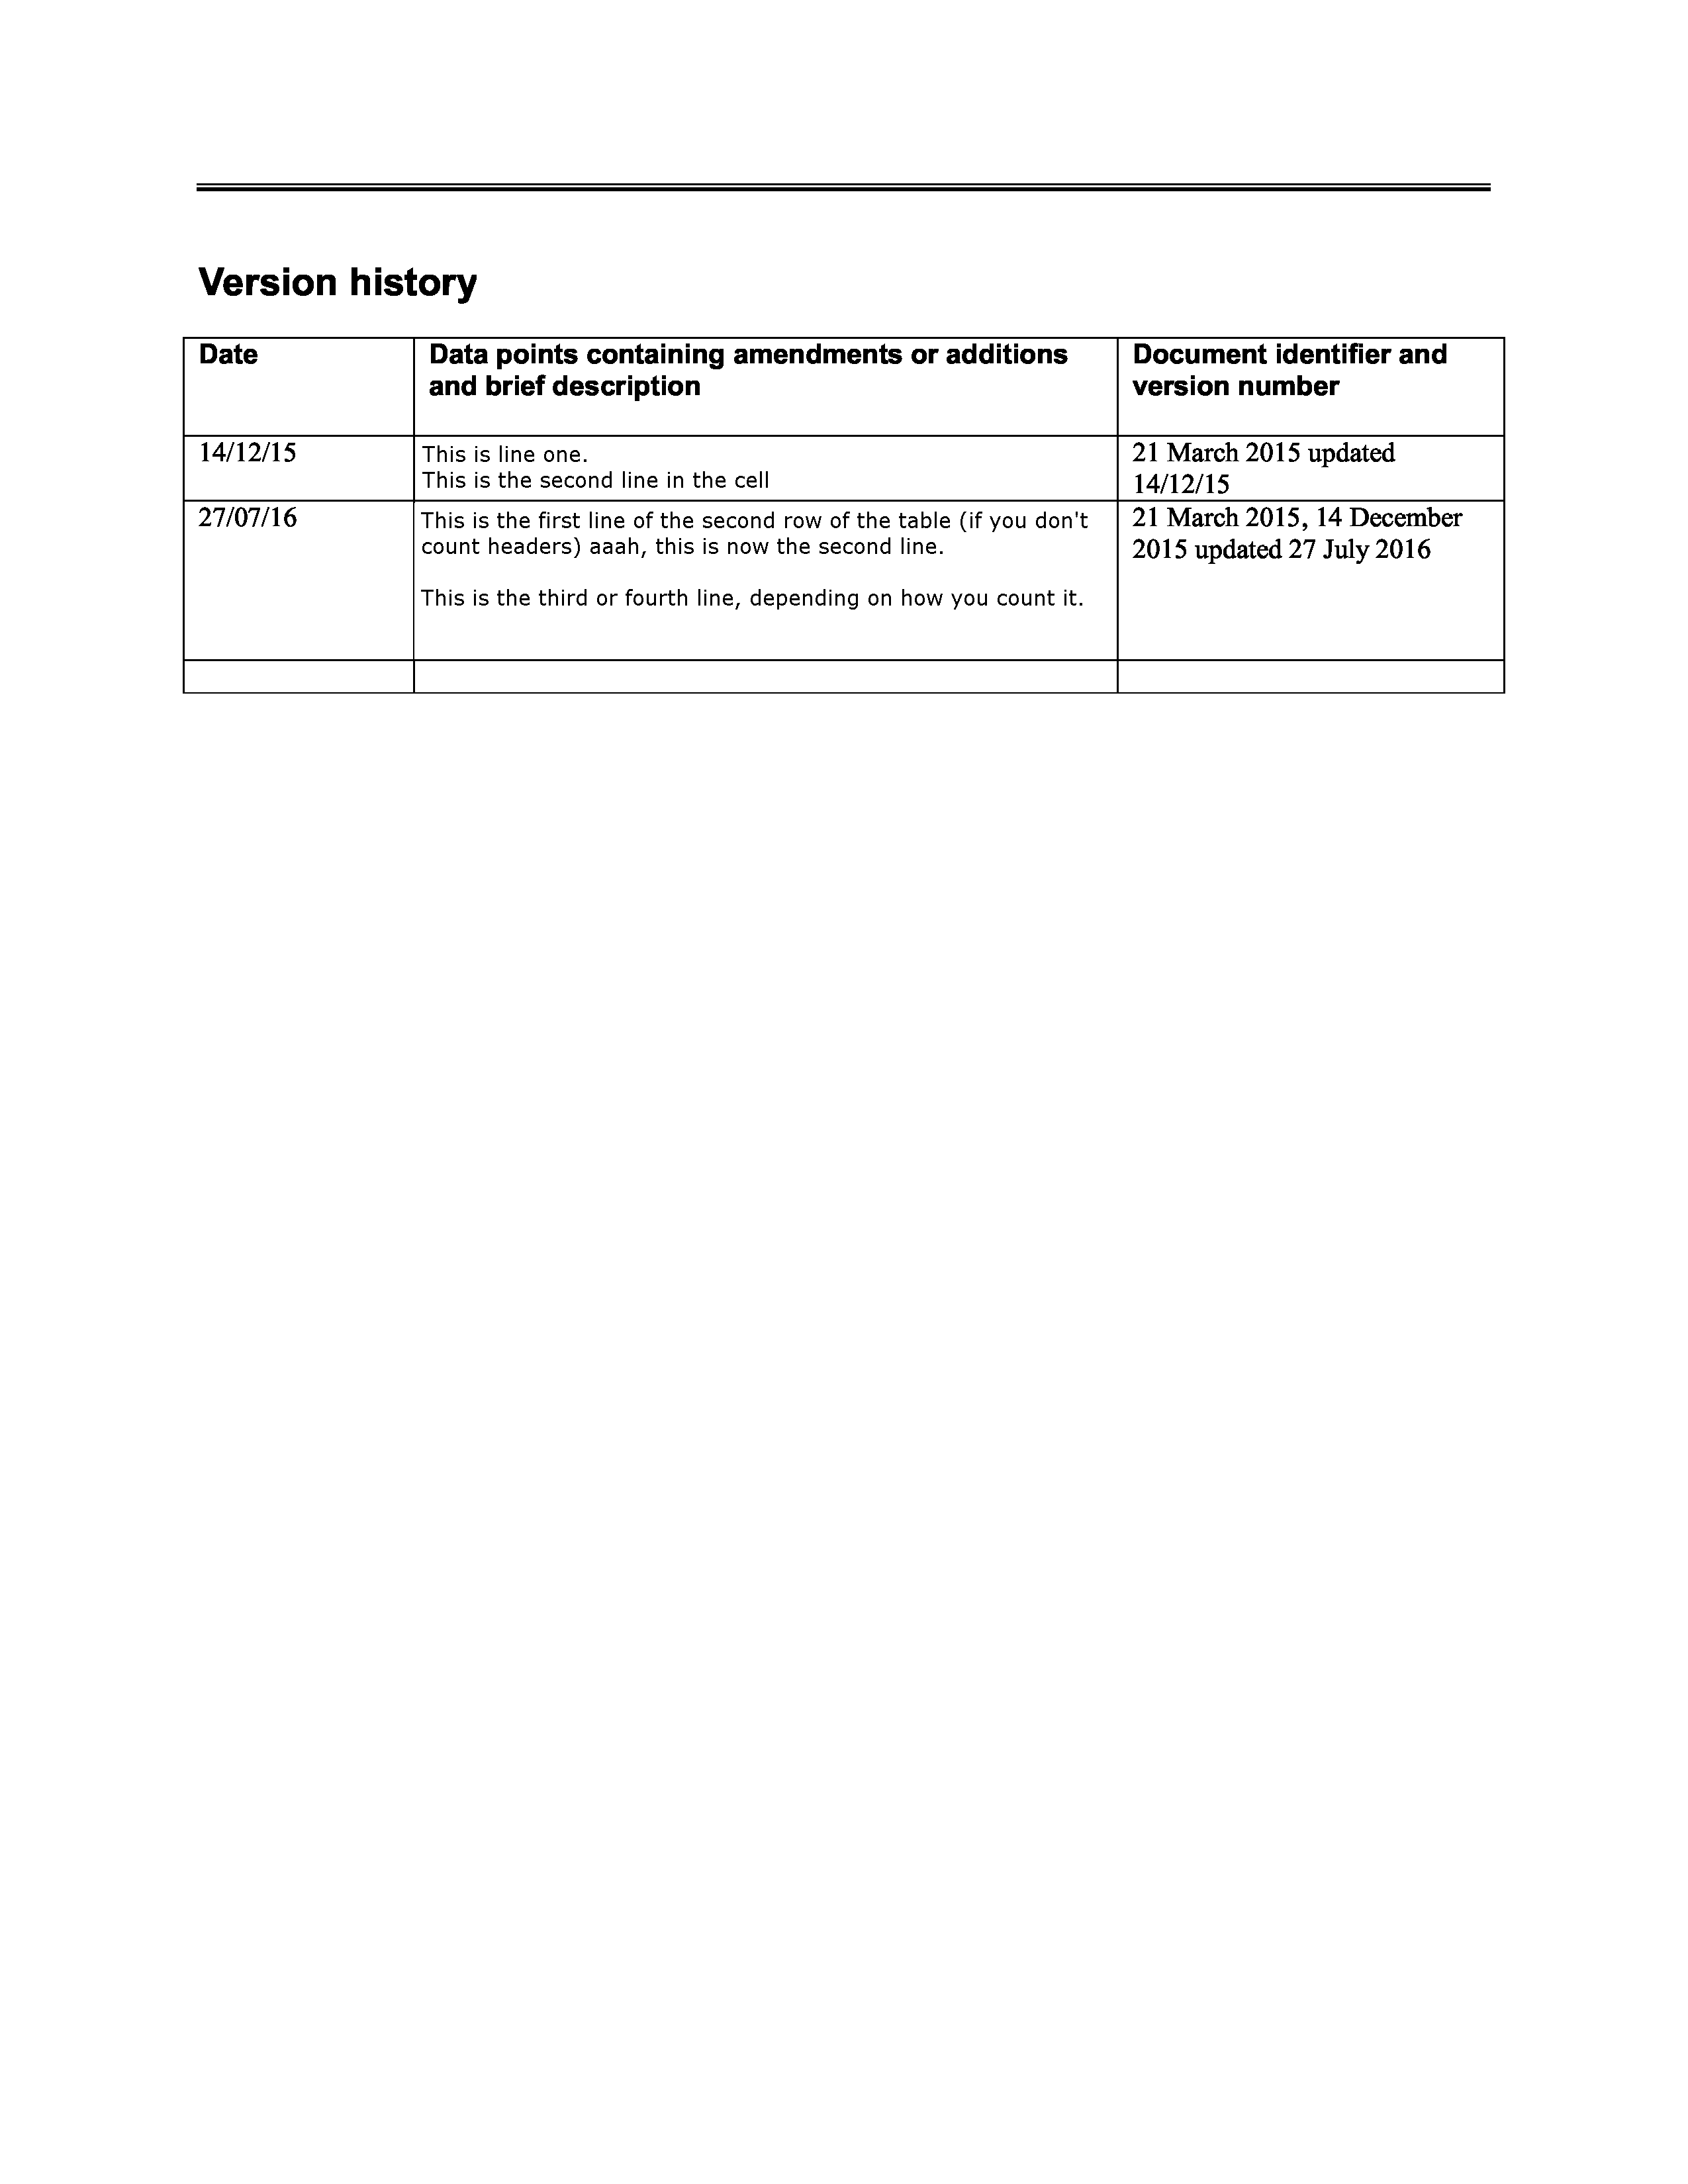 Version history
Date
Data points containing amendments or additions
and brief description
Document identifier and
version number
14/12/15
This is line one.
This is the second line in the cell
21 March 2015 updated
14/12/15
27/07/16
This is the first line of the second row of the table (if you don't
count headers) aaah, this is now the second line.
This is the third or fourth line, depending on how you count it.
21 March 2015, 14 December
2015 updated 27 July 2016